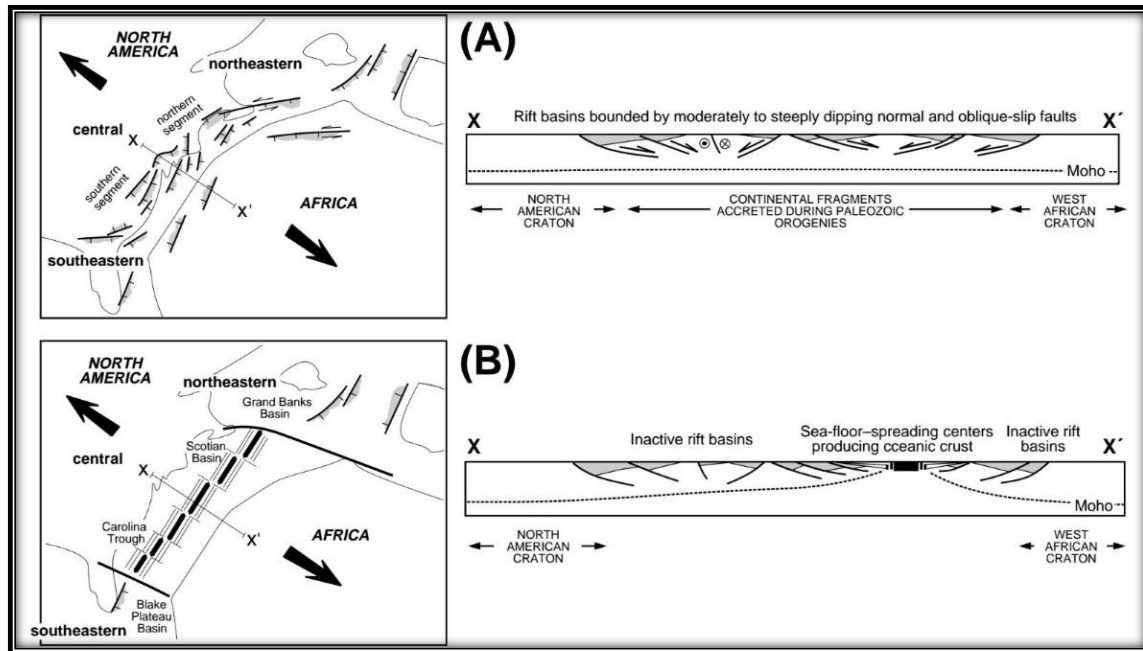 (A)
NORTH
AMERICA
northeastern
northern
segment
central
X
southern
segment
X'
AFRICA
southeastern
X
Rift basins bounded by moderately to steeply dipping normal and oblique-slip faults
X´
Moho
NORTH
AMERICAN
CRATON
CONTINENTAL FRAGMENTS
ACCRETED DURING PALEOZOIC
OROGENIES
WEST
AFRICAN
CRATON
(B)
NORTH
AMERICA
northeastern
Grand Banks
Basin
Scotian
Basin
central
X
X'
Carolina
Trough
AFRICA
Blake
Plateau
Basin
southeastern
X
Inactive rift basins
Sea-floor–spreading centers
producing oceanic crust
Inactive rift
basins
X´
Moho
NORTH
AMERICAN
CRATON
WEST
AFRICAN
CRATON